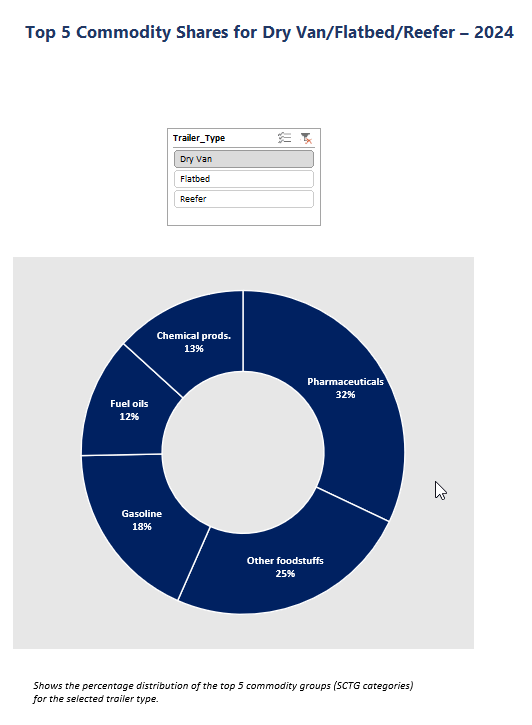 Top 5 Commodity Shares for Dry Van/Flatbed/Reefer – 2024
Trailer_Type
Dry Van
Flatbed
Reefer
Chemical prods.
13%
Pharmaceuticals
32%
Fuel oils
12%
Gasoline
18%
Other foodstuffs
25%
Shows the percentage distribution of the top 5 commodity groups (SCTG categories)
for the selected trailer type.